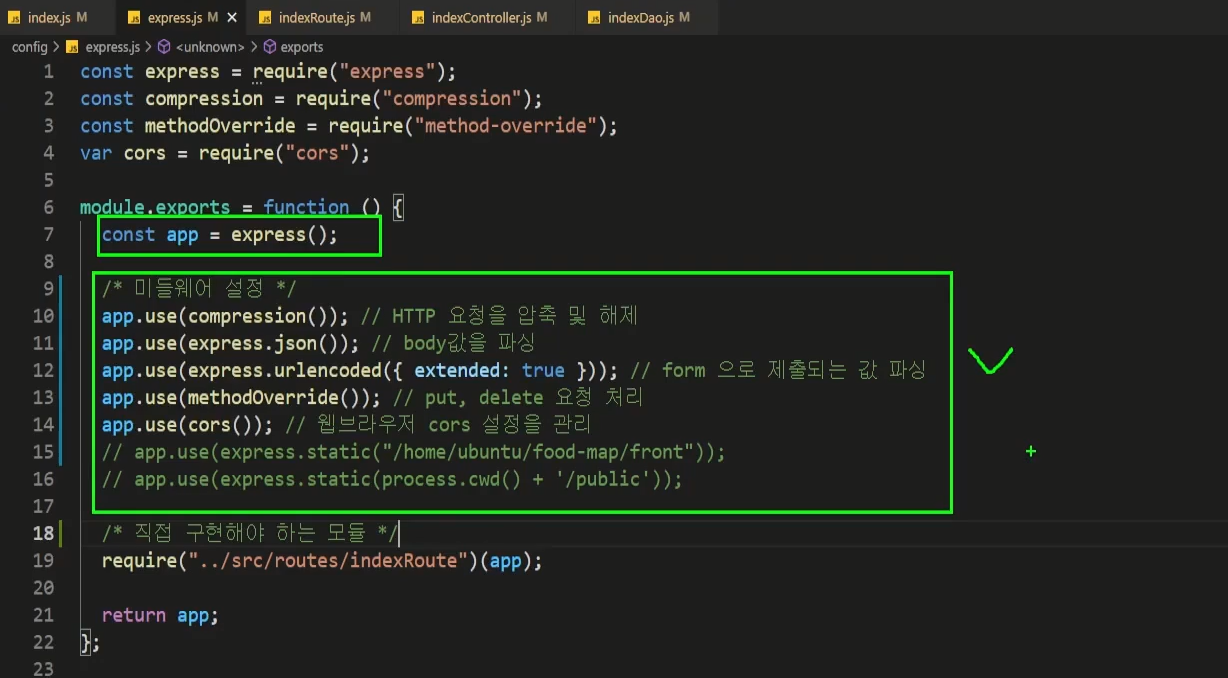 index.js M express.js M indexRoute.js M indexController.js M indexDao.js M
config > express.js > <unknown> > exports
1 const express = require("express");
2 const compression = require("compression");
3 const methodOverride = require("method-override");
4 var cors = require("cors");
5
6 module.exports = function () {
7 const app = express();
8
9 /* 미들웨어 설정 */
10 app.use(compression()); // HTTP 요청을 압축 및 해제
11 app.use(express.json()); // body값을 파싱
12 app.use(express.urlencoded({ extended: true })); // form 으로 제출되는 값 파싱
13 app.use(methodOverride()); // put, delete 요청 처리
14 app.use(cors()); // 웹브라우저 cors 설정을 관리
15 // app.use(express.static("/home/ubuntu/food-map/front"));
16 // app.use(express.static(process.cwd() + '/public'));
17
18 /* 직접 구현해야 하는 모듈 */
19 require("../src/routes/indexRoute")(app);
20
21 return app;
22 };
23